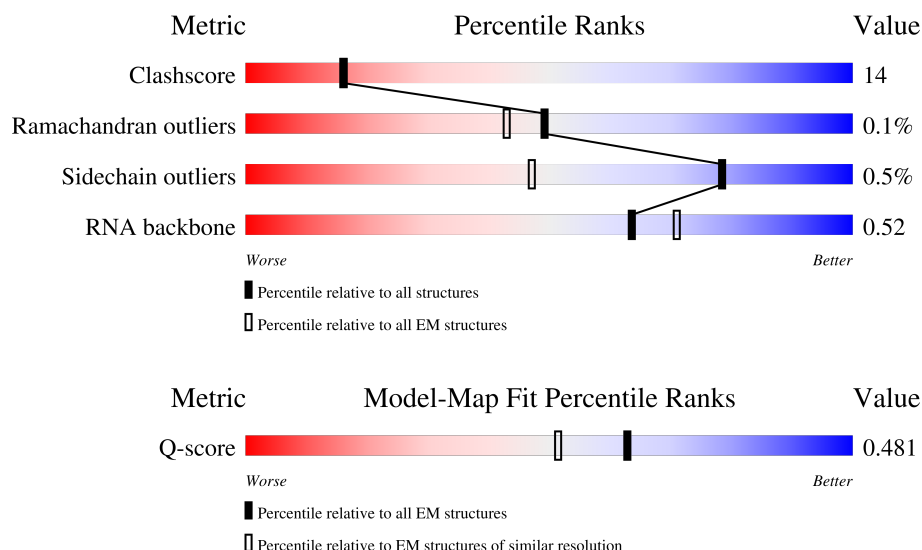 Metric Percentile Ranks Value
Clashscore 14
Ramachandran outliers 0.1%
Sidechain outliers 0.5%
RNA backbone 0.52
Worse Better
Percentile relative to all structures
Percentile relative to all EM structures
Metric Model-Map Fit Percentile Ranks Value
Q-score 0.481
Worse Better
Percentile relative to all EM structures
Percentile relative to EM structures of similar resolution